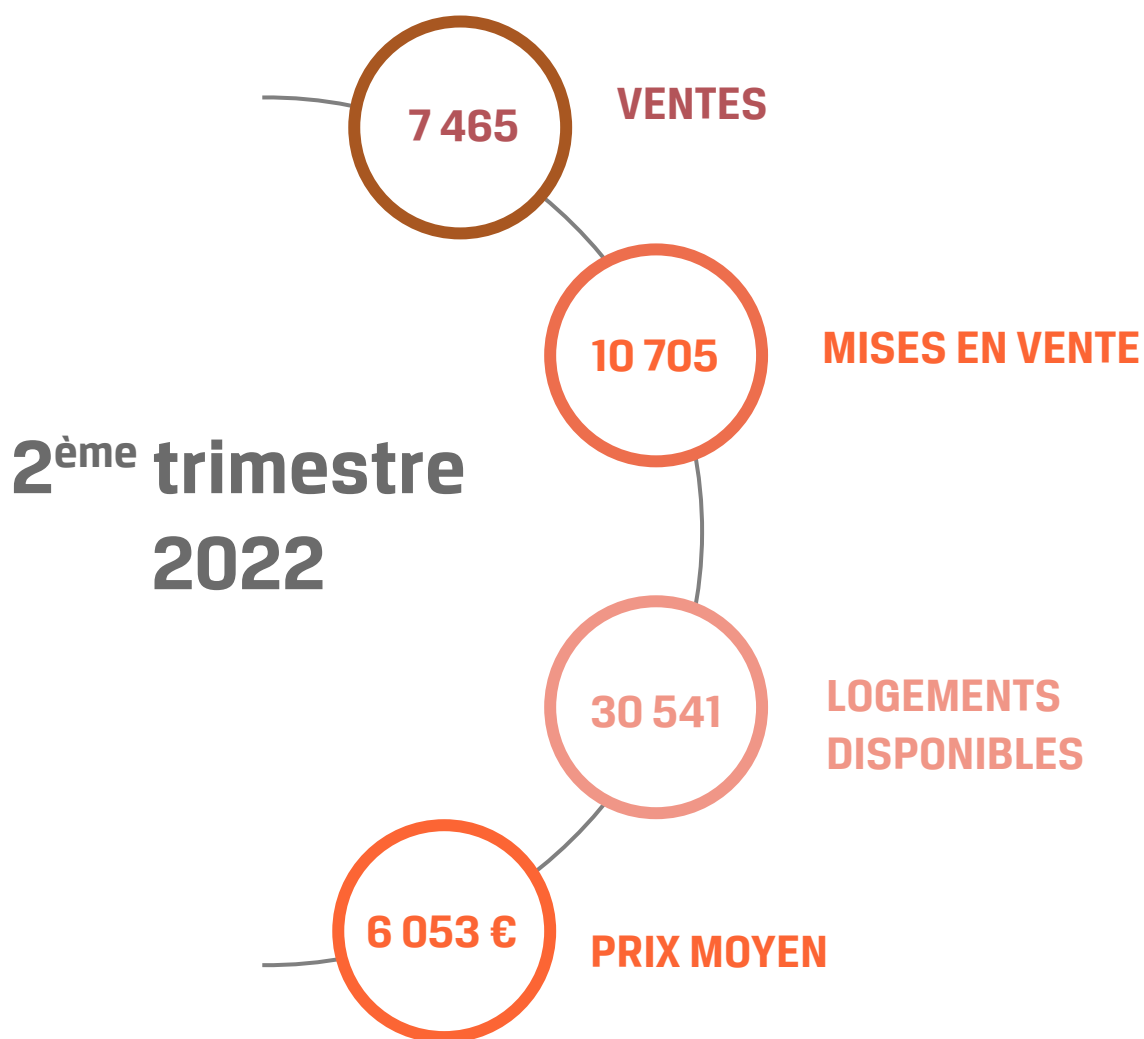 7 465
VENTES
10 705
MISES EN VENTE
2ème trimestre
2022
30 541
LOGEMENTS
DISPONIBLES
6 053 €
PRIX MOYEN